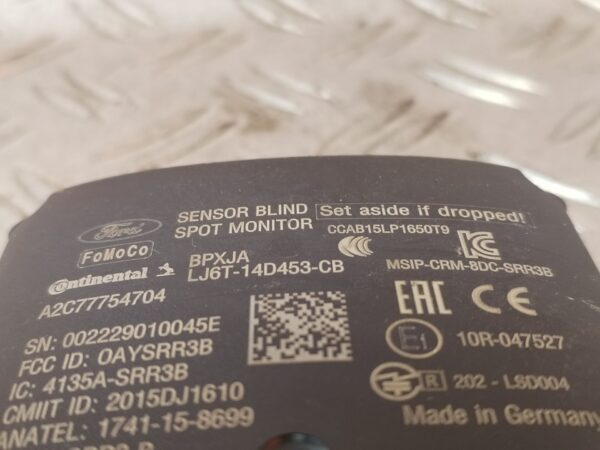 Ford
FoMoCo
Continental
A2C77754704
SENSOR BLIND
SPOT MONITOR
Set aside if dropped!
BPXJA
LJ6T-14D453-CB
CCAB15LP1650T9
MSIP-CRM-8DC-SRR3B
SN: 002229010045E
FCC ID: OAYSRR3B
IC: 4135A-SRR3B
CMIIT ID: 2015DJ1610
ANATEL: 1741-15-8699
EAC CE
E1 10R-047527
R 202 - LSD004
Made in Germany